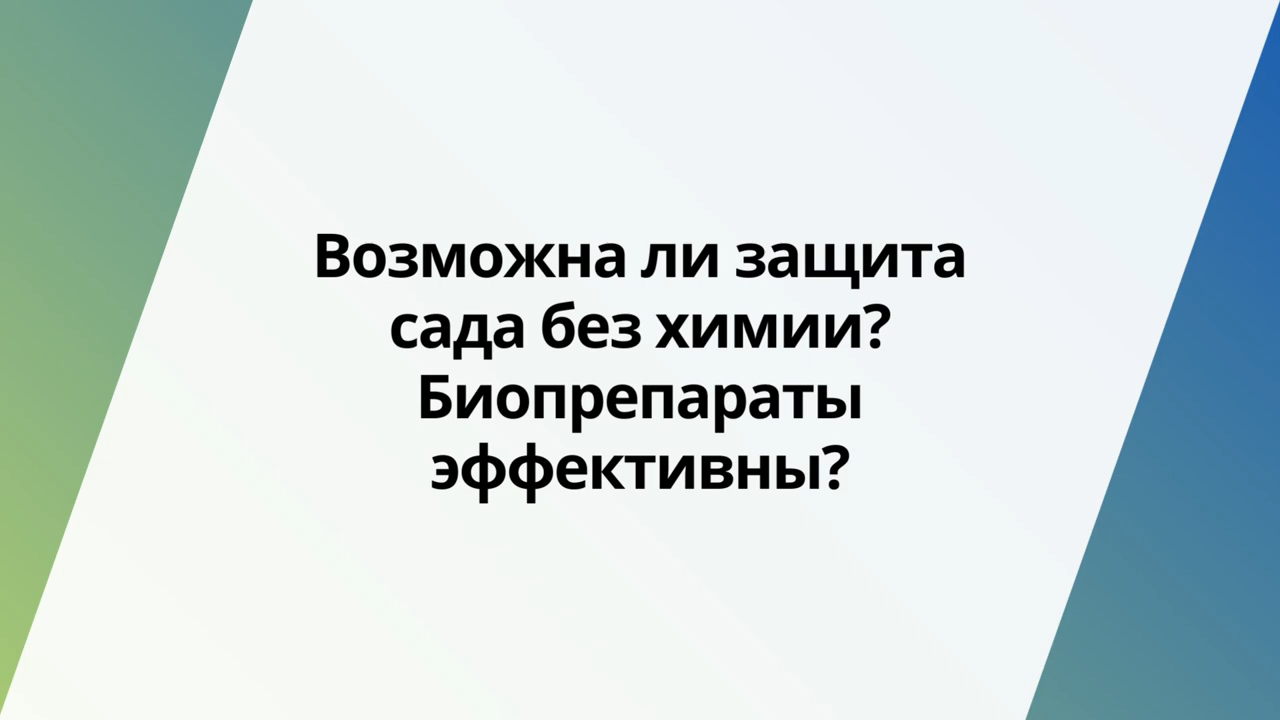 Возможна ли защита
сада без химии?
Биопрепараты
эффективны?